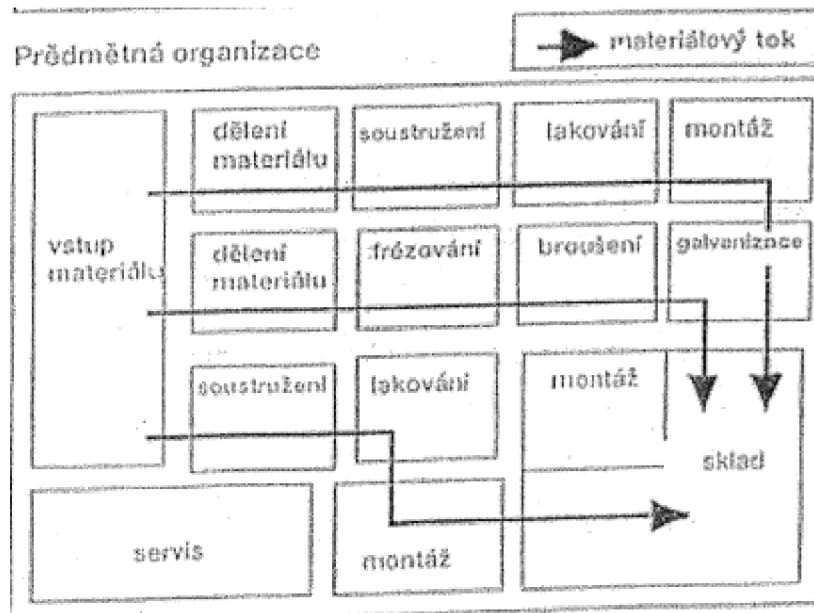 Prědmětná organizace
materiálový tok
dělení
materiálu
soustružení
lakování
montáž
vstup
materiálu
dělení
materiálu
frézování
broušení
galvanizace
soustružení
lakování
montáž
sklad
servis
montáž